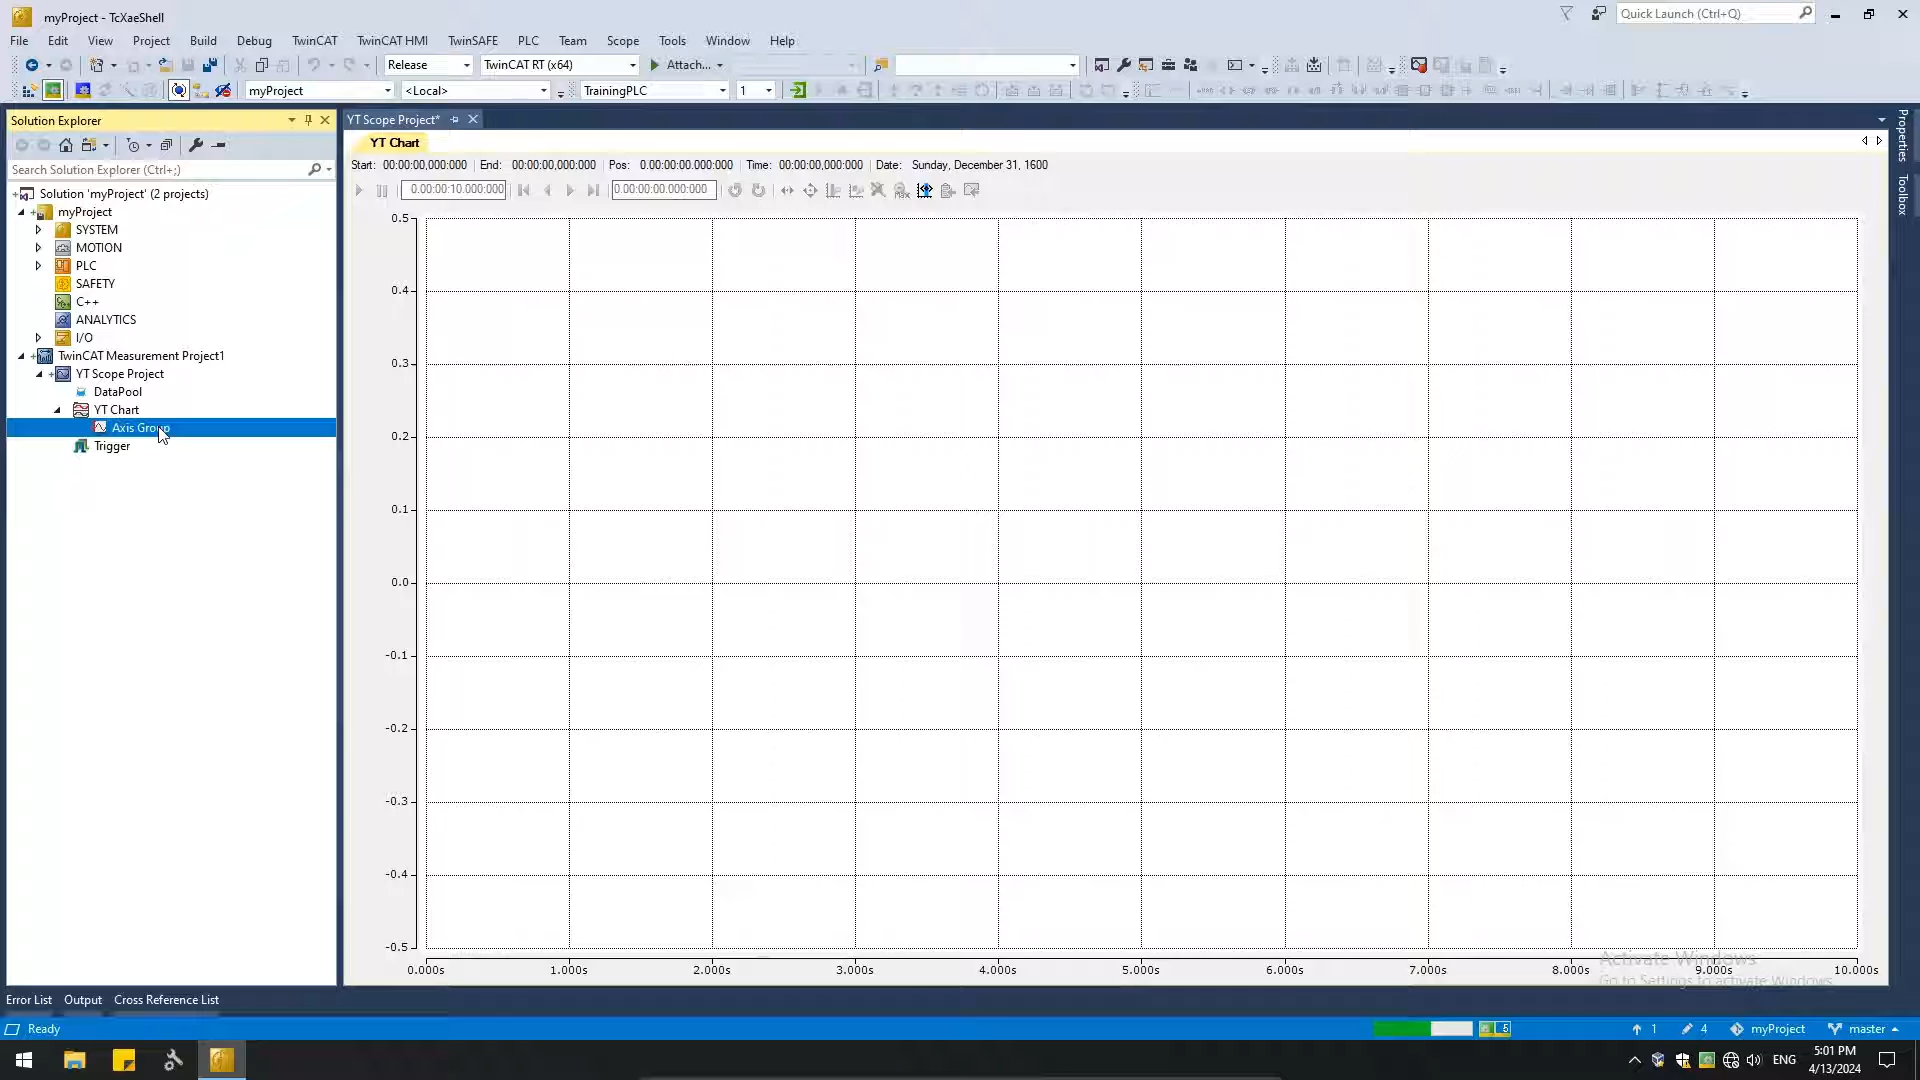 myProject - TcXaeShell
Quick Launch (Ctrl+Q)
File Edit View Project Build Debug TwinCAT TwinCAT HMI TwinSAFE PLC Team Scope Tools Window Help
Release TwinCAT RT (x64) Attach...
myProject <Local> TrainingPLC 1
Solution Explorer
Search Solution Explorer (Ctrl+;)
Solution 'myProject' (2 projects)
myProject
SYSTEM
MOTION
PLC
SAFETY
C++
ANALYTICS
I/O
TwinCAT Measurement Project1
YT Scope Project
DataPool
YT Chart
Axis Group
Trigger
YT Scope Project*
YT Chart
Start: 00:00:00,000:000 End: 00:00:00,000:000 Pos: 0.00:00:00.000:000 Time: 00:00:00,000:000 Date: Sunday, December 31, 1600
0.00:00:10.000:000 0.00:00:00.000:000
max
0.5
0.4
0.3
0.2
0.1
0.0
-0.1
-0.2
-0.3
-0.4
-0.5
0.000s 1.000s 2.000s 3.000s 4.000s 5.000s 6.000s 7.000s 8.000s 9.000s 10.000s
Activate Windows
Go to Settings to activate Windows.
Properties
Toolbox
Error List Output Cross Reference List
Ready
5 1 4 myProject master
ENG
5:01 PM
4/13/2024